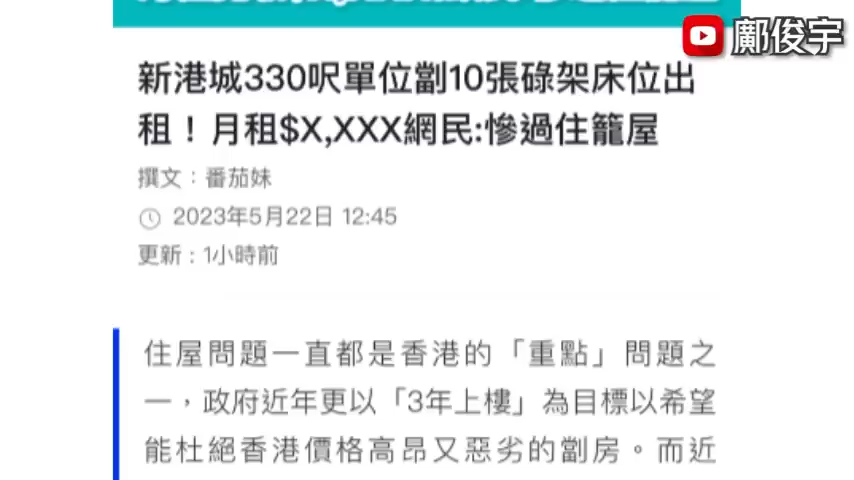 鄺俊宇
新港城330呎單位劏10張碌架床位出
租！月租$X,XXX網民:慘過住籠屋
撰文：番茄妹
2023年5月22日 12:45
更新：1小時前
住屋問題一直都是香港的「重點」問題之
一，政府近年更以「3年上樓」為目標以希望
能杜絕香港價格高昂又惡劣的劏房。而近